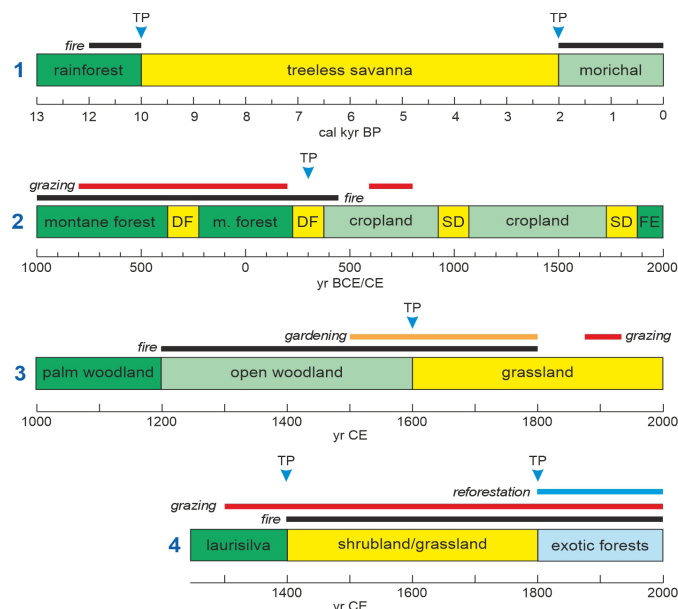 TP TP
fire
1 rainforest treeless savanna morichal
13 12 11 10 9 8 7 6 5 4 3 2 1 0
cal kyr BP
TP
grazing
fire
2 montane forest DF m. forest DF cropland SD cropland SD FE
1000 500 0 500 1000 1500 2000
yr BCE/CE
TP
gardening grazing
fire
3 palm woodland open woodland grassland
1000 1200 1400 1600 1800 2000
yr CE
TP TP
reforestation
grazing
fire
4 laurisilva shrubland/grassland exotic forests
1400 1600 1800 2000
yr CE